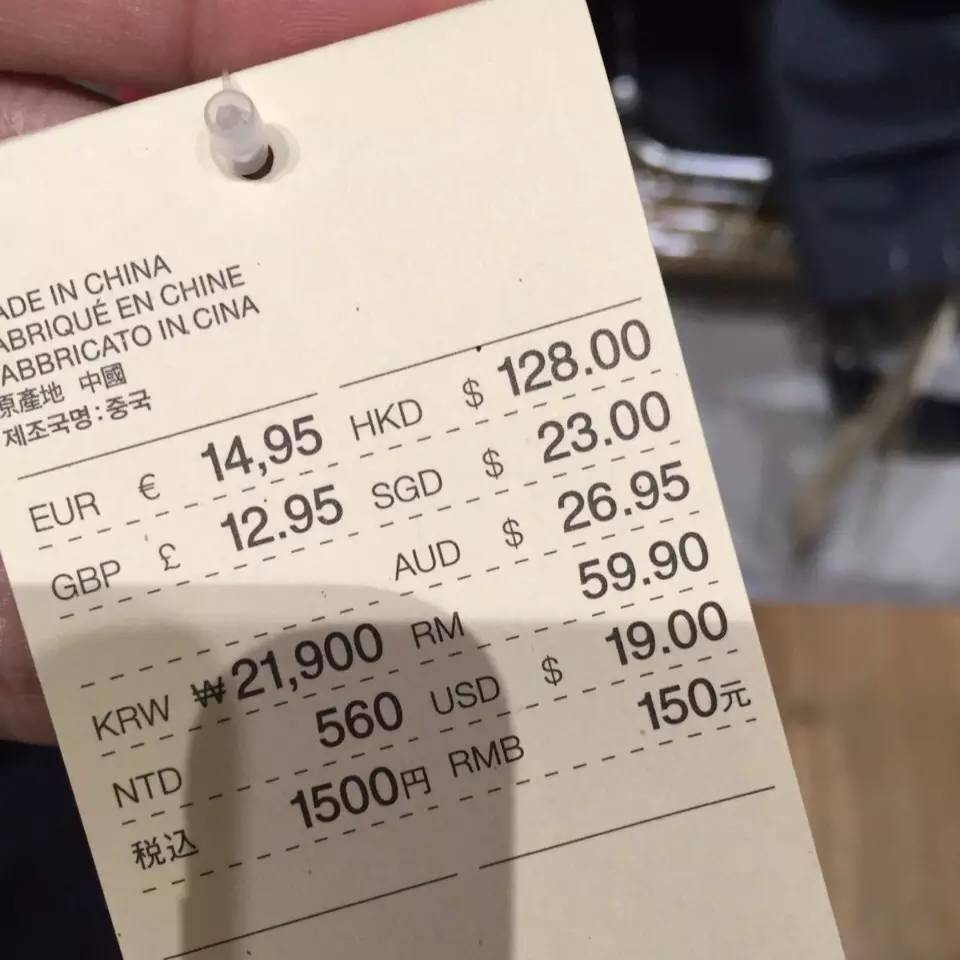 ADE IN CHINA
ABRIQUÉ EN CHINE
ABBRICATO IN CINA
原產地 中國
제조국명:중국
EUR € 14,95 HKD $ 128.00
GBP £ 12.95 SGD $ 23.00
AUD $ 26.95
KRW ₩21,900 RM 59.90
NTD 560 USD $ 19.00
税込 1500円 RMB 150元